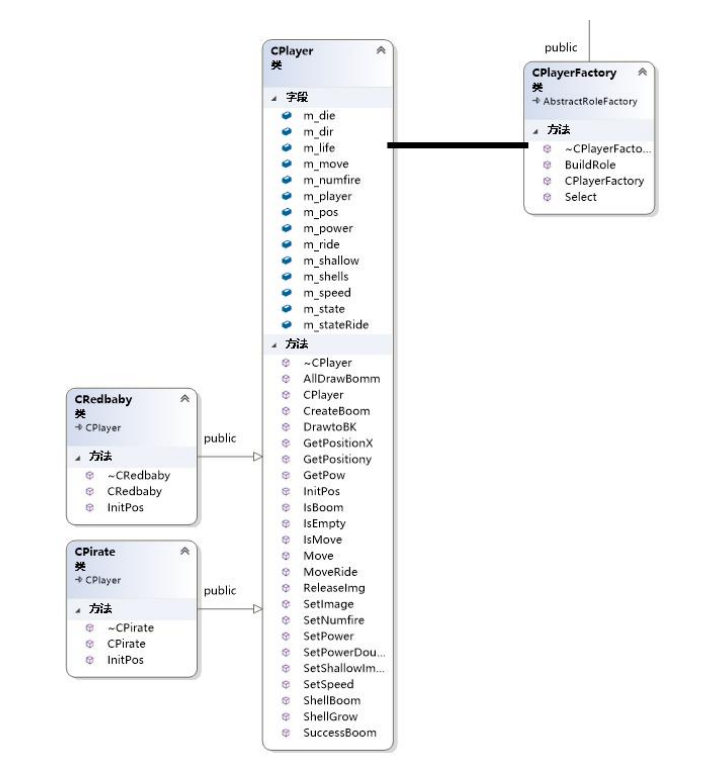 CPlayer
类
字段
m_die
m_dir
m_life
m_move
m_numfire
m_player
m_pos
m_power
m_ride
m_shallow
m_shells
m_speed
m_state
m_stateRide
方法
~CPlayer
AllDrawBomm
CPlayer
CreateBoom
DrawtoBK
GetPositionX
GetPositiony
GetPow
InitPos
IsBoom
IsEmpty
IsMove
Move
MoveRide
ReleaseImg
SetImage
SetNumfire
SetPower
SetPowerDou...
SetShallowIm...
SetSpeed
ShellBoom
ShellGrow
SuccessBoom
public
CPlayerFactory
类
AbstractRoleFactory
方法
~CPlayerFacto...
BuildRole
CPlayerFactory
Select
CRedbaby
类
CPlayer
方法
~CRedbaby
CRedbaby
InitPos
public
CPirate
类
CPlayer
方法
~CPirate
CPirate
InitPos
public